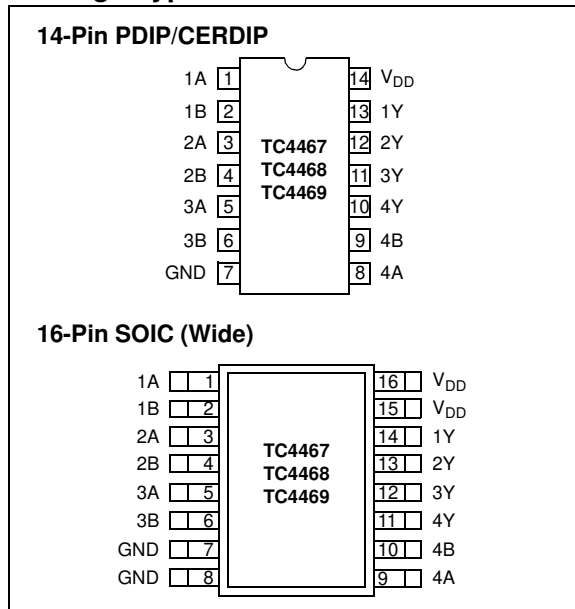 14-Pin PDIP/CERDIP
1A 1 14 VDD
1B 2 13 1Y
2A 3 12 2Y
2B 4 11 3Y
3A 5 10 4Y
3B 6 9 4B
GND 7 8 4A
TC4467
TC4468
TC4469
16-Pin SOIC (Wide)
1A 1 16 VDD
1B 2 15 VDD
2A 3 14 1Y
2B 4 13 2Y
3A 5 12 3Y
3B 6 11 4Y
GND 7 10 4B
GND 8 9 4A
TC4467
TC4468
TC4469